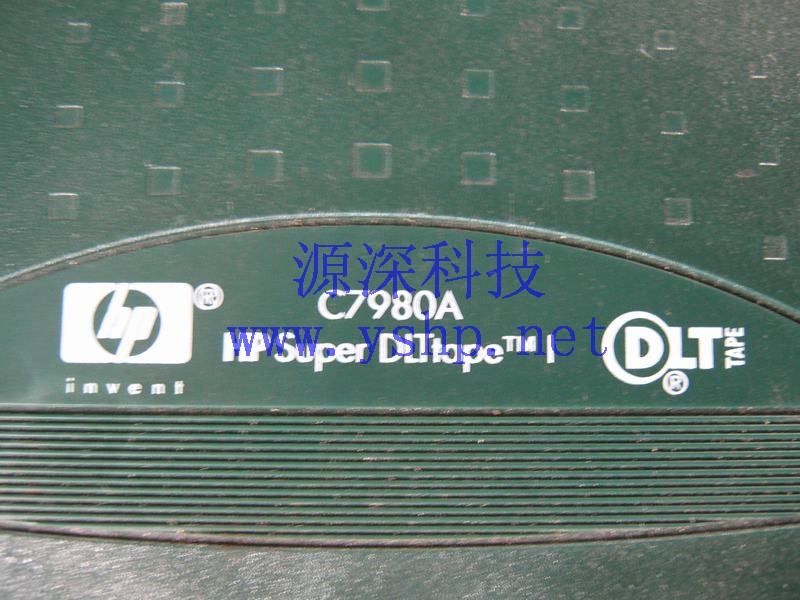 源深科技
C7980A
www.yshp.net
HP Super DLTtape™ I
hp®
invent
DLT®
TAPE